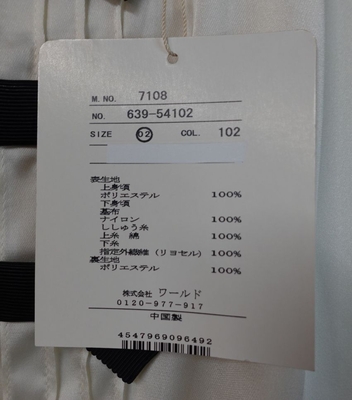 M. NO. 7108
NO. 639-54102
SIZE 02 COL. 102
表生地
上身頃
ポリエステル 100%
下身頃
基布
ナイロン 100%
ししゅう糸
上糸 綿 100%
下糸
指定外繊維(リヨセル) 100%
裏生地
ポリエステル 100%
株式会社 ワールド
0120-977-917
中国製
4547969096492